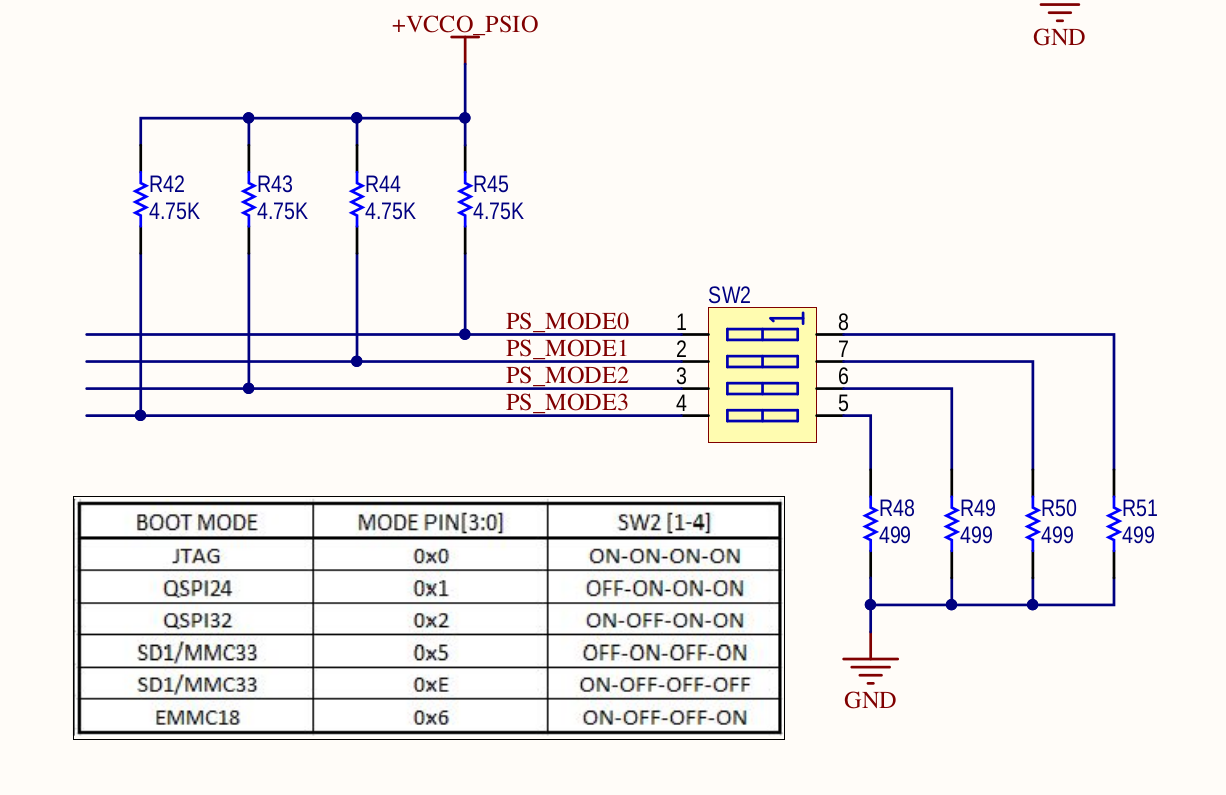 +VCCO_PSIO
GND
R42 R43 R44 R45
4.75K 4.75K 4.75K 4.75K
SW2
1
PS_MODE0 1 8
PS_MODE1 2 7
PS_MODE2 3 6
PS_MODE3 4 5
R48 R49 R50 R51
499 499 499 499
GND
BOOT MODE MODE PIN[3:0] SW2 [1-4]
JTAG 0x0 ON-ON-ON-ON
QSPI24 0x1 OFF-ON-ON-ON
QSPI32 0x2 ON-OFF-ON-ON
SD1/MMC33 0x5 OFF-ON-OFF-ON
SD1/MMC33 0xE ON-OFF-OFF-OFF
EMMC18 0x6 ON-OFF-OFF-ON